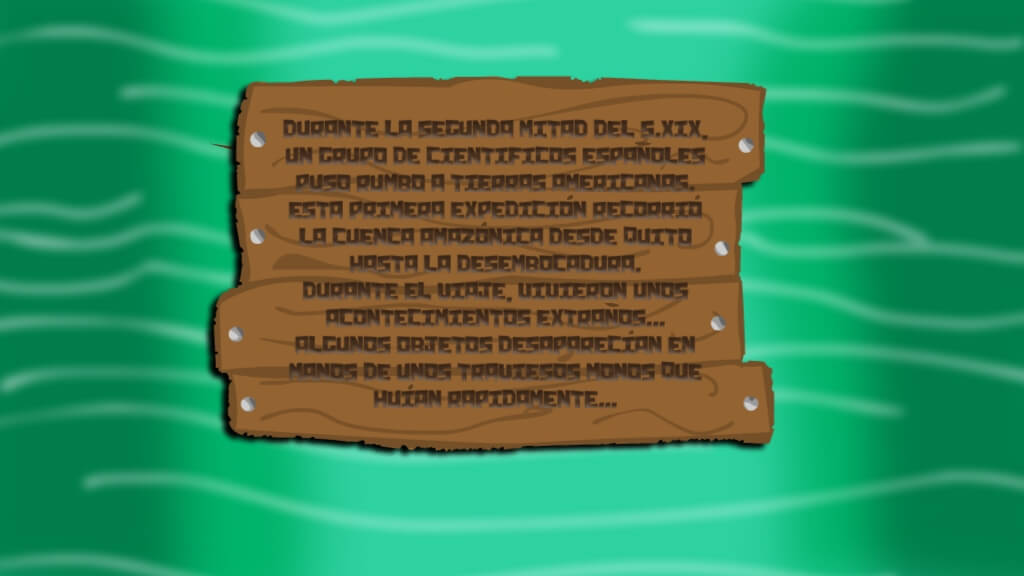 DURANTE LA SEGUNDA MITAD DEL S.XIX,
UN GRUPO DE CIENTIFICOS ESPAÑOLES
PUSO RUMBO A TIERRAS AMERICANAS.
ESTA PRIMERA EXPEDICIÓN RECORRIÓ
LA CUENCA AMAZÓNICA DESDE QUITO
HASTA LA DESEMBOCADURA.
DURANTE EL VIAJE, VIVIERON UNOS
ACONTECIMIENTOS EXTRAÑOS...
ALGUNOS OBJETOS DESAPARECÍAN EN
MANOS DE UNOS TRAVIESOS MONOS QUE
HUÍAN RAPIDAMENTE...